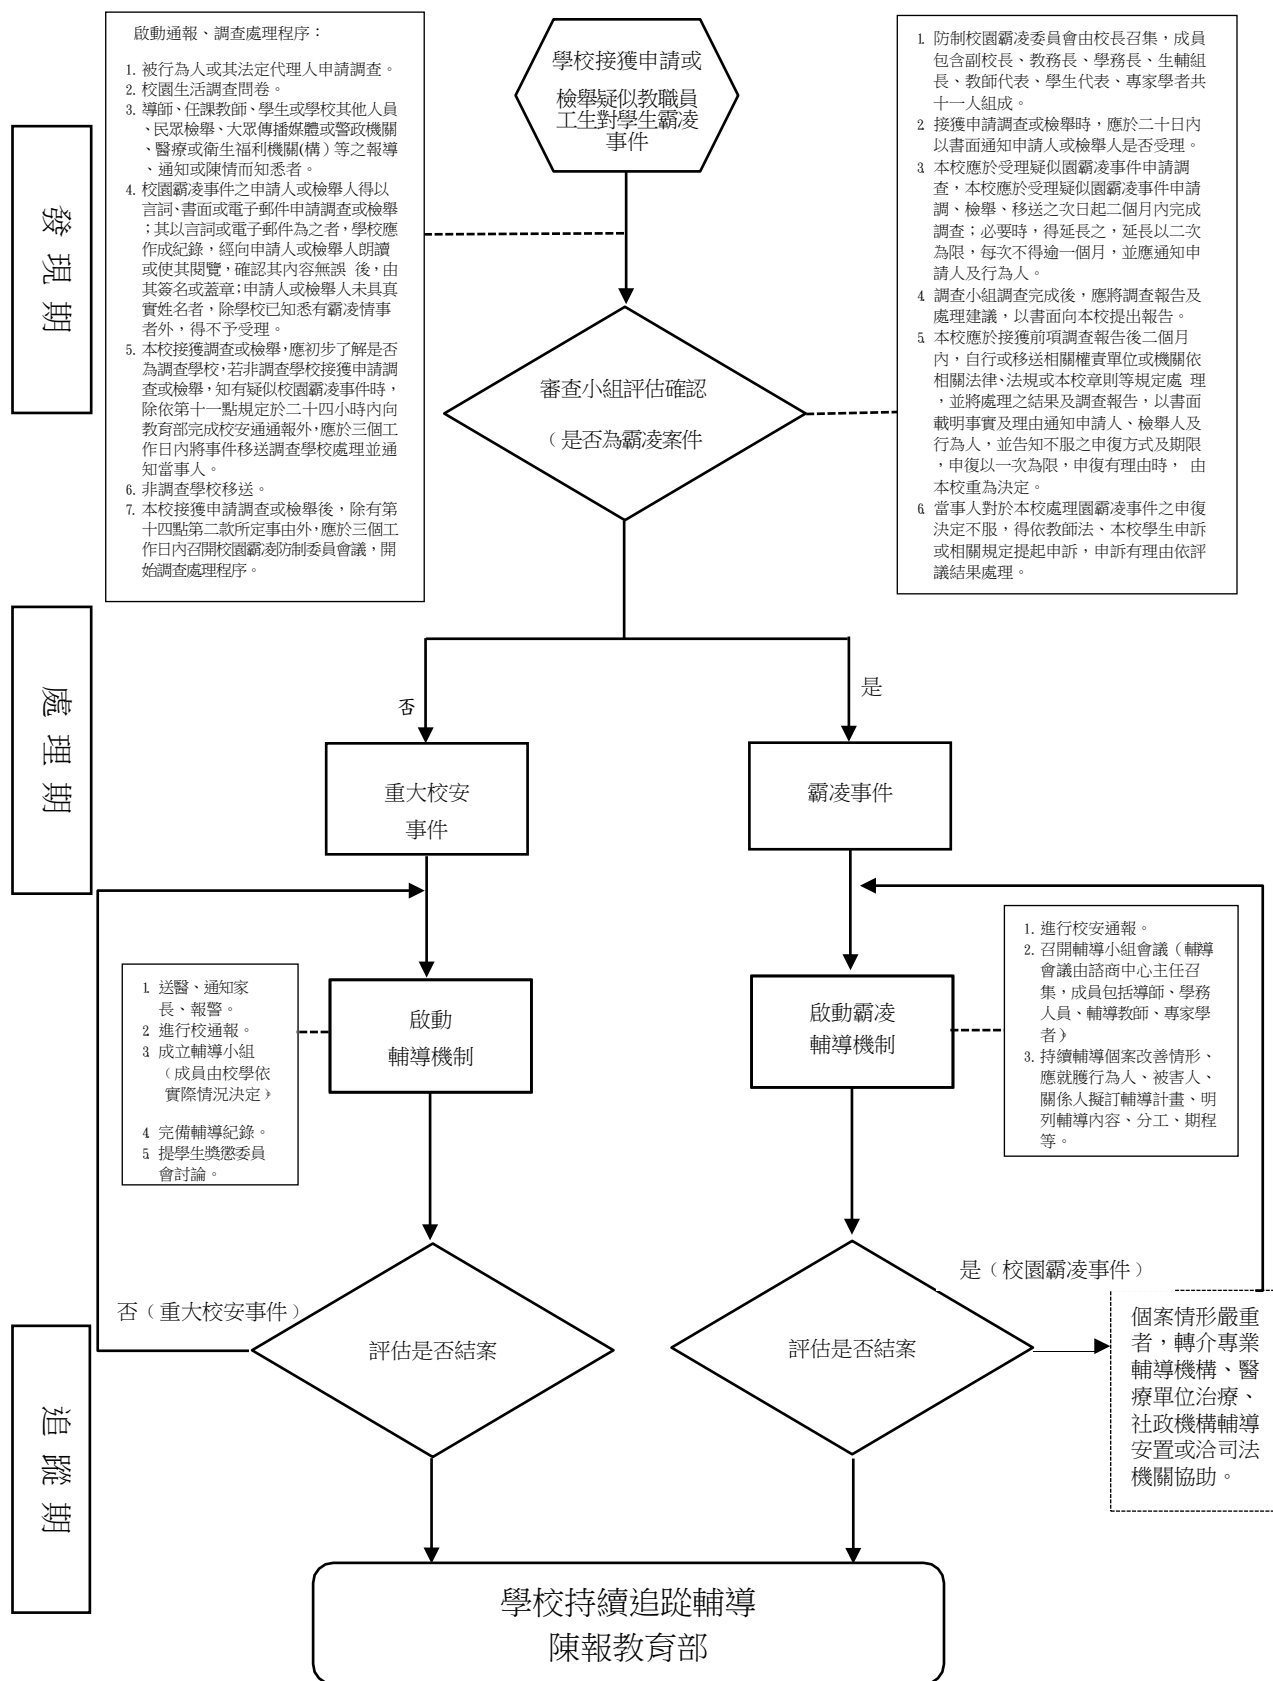 啟動通報、調查處理程序：
1. 被行為人或其法定代理人申請調查。
2. 校園生活調查問卷。
3. 導師、任課教師、學生或學校其他人員
、民眾檢舉、大眾傳播媒體或警政機關
、醫療或衛生福利機關(構）等之報導
、通知或陳情而知悉者。
4. 校園霸凌事件之申請人或檢舉人得以
言詞、書面或電子郵件申請調查或檢舉
；其以言詞或電子郵件為之者，學校應
作成紀錄，經向申請人或檢舉人朗讀
或使其閱覽，確認其內容無誤 後，由
其簽名或蓋章;申請人或檢舉人未具真
實姓名者，除學校已知悉有霸凌情事
者外，得不予受理。
5. 本校接獲調查或檢舉，應初步了解是否
為調查學校，若非調查學校接獲申請調
查或檢舉，知有疑似校園霸凌事件時，
除依第十一點規定於二十四小時內向
教育部完成校安通通報外，應於三個工
作日內將事件移送調查學校處理並通
知當事人。
6. 非調查學校移送。
7. 本校接獲申請調查或檢舉後，除有第
十四點第二款所定事由外，應於三個工
作日內召開校園霸凌防制委員會議，開
始調查處理程序。
學校接獲申請或
檢舉疑似教職員
工生對學生霸凌
事件
1. 防制校園霸凌委員會由校長召集，成員
包含副校長、教務長、學務長、生輔組
長、教師代表、學生代表、專家學者共
十一人組成。
2. 接獲申請調查或檢舉時，應於二十日內
以書面通知申請人或檢舉人是否受理。
3. 本校應於受理疑似園霸凌事件申請調
查，本校應於受理疑似園霸凌事件申請
調、檢舉、移送之次日起二個月內完成
調查；必要時，得延長之，延長以二次
為限，每次不得逾一個月，並應通知申
請人及行為人。
4. 調查小組調查完成後，應將調查報告及
處理建議，以書面向本校提出報告。
5. 本校應於接獲前項調查報告後二個月
內，自行或移送相關權責單位或機關依
相關法律、法規或本校章則等規定處 理
，並將處理之結果及調查報告，以書面
載明事實及理由通知申請人、檢舉人及
行為人，並告知不服之申復方式及期限
，申復以一次為限，申復有理由時， 由
本校重為決定。
6. 當事人對於本校處理園霸凌事件之申復
決定不服，得依教師法、本校學生申訴
或相關規定提起申訴，申訴有理由依評
議結果處理。
發現期
審查小組評估確認
（是否為霸凌案件
處理期
否
是
重大校安
事件
霸凌事件
1. 送醫、通知家
長、報警。
2. 進行校通報。
3. 成立輔導小組
（成員由校學依
實際情況決定）
4. 完備輔導紀錄。
5. 提學生獎懲委員
會討論。
啟動
輔導機制
啟動霸凌
輔導機制
1. 進行校安通報。
2. 召開輔導小組會議（輔導
會議由諮商中心主任召
集，成員包括導師、學務
人員、輔導教師、專家學
者）
3. 持續輔導個案改善情形、
應就獲行為人、被害人、
關係人擬訂輔導計畫、明
列輔導內容、分工、期程
等。
否（重大校安事件）
評估是否結案
是（校園霸凌事件）
評估是否結案
個案情形嚴重
者，轉介專業
輔導機構、醫
療單位治療、
社政機構輔導
安置或洽司法
機關協助。
追蹤期
學校持續追蹤輔導
陳報教育部